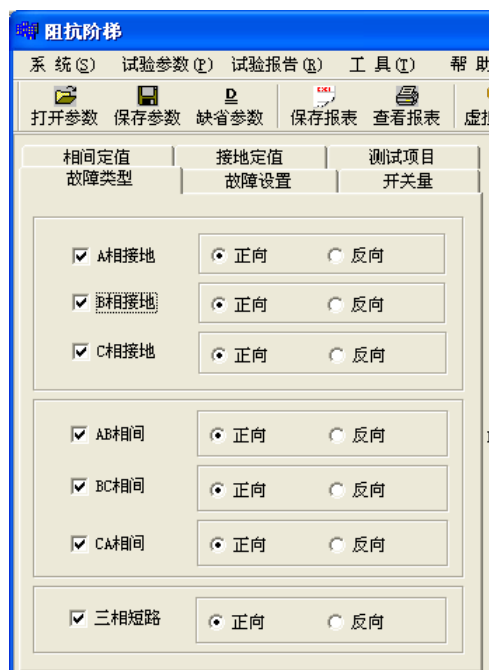 阻抗阶梯
系 统(S) 试验参数(P) 试验报告(R) 工 具(T) 帮 助
打开参数 保存参数 缺省参数 保存报表 查看报表
相间定值 接地定值 测试项目
故障类型 故障设置 开关量
A相接地 正向 反向
B相接地 正向 反向
C相接地 正向 反向
AB相间 正向 反向
BC相间 正向 反向
CA相间 正向 反向
三相短路 正向 反向